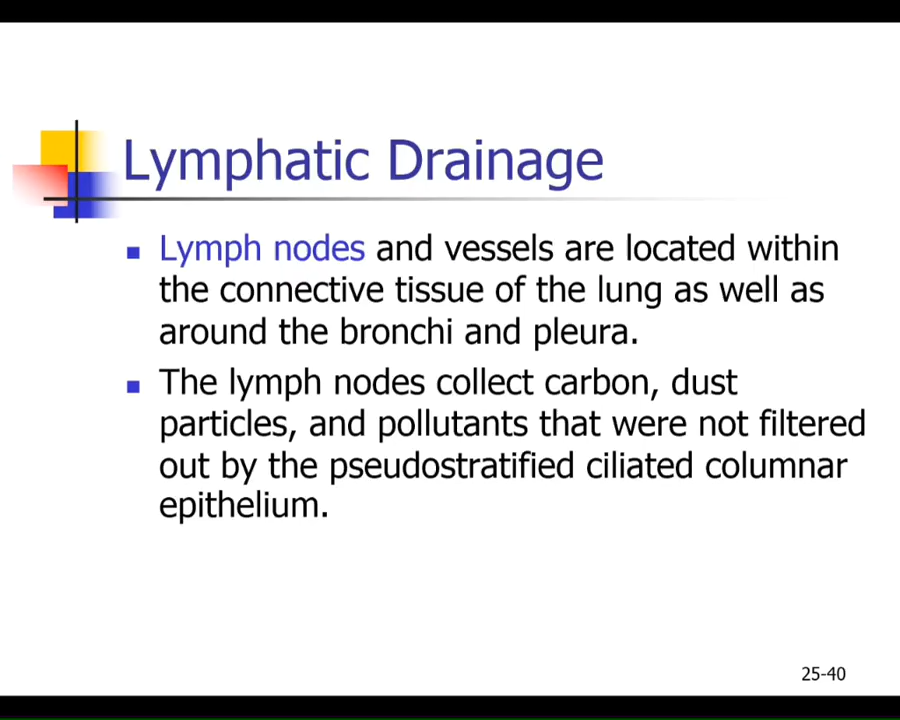 Lymphatic Drainage
Lymph nodes and vessels are located within
the connective tissue of the lung as well as
around the bronchi and pleura.
The lymph nodes collect carbon, dust
particles, and pollutants that were not filtered
out by the pseudostratified ciliated columnar
epithelium.
25-40